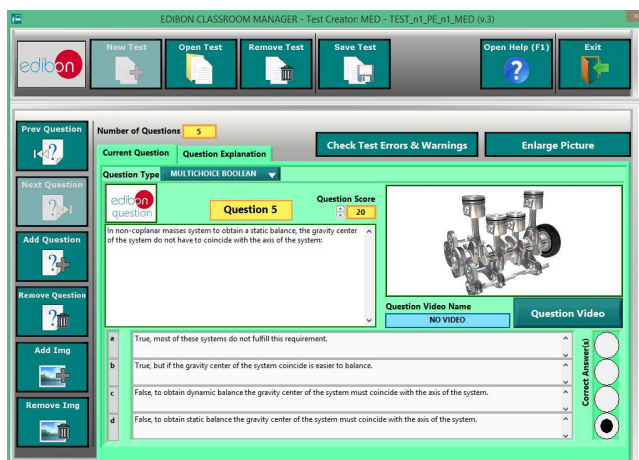 EDIBON CLASSROOM MANAGER - Test Creator: MED - TEST_n1_PE_n1_MED (v.3)
edibon
New Test
Open Test
Remove Test
Save Test
Open Help (F1)
Exit
Prev Question
Next Question
Add Question
Remove Question
Add Img
Remove Img
Number of Questions 5
Current Question
Question Explanation
Check Test Errors & Warnings
Enlarge Picture
Question Type MULTICHOICE BOOLEAN
edibon
question
Question 5
Question Score
20
In non-coplanar masses system to obtain a static balance, the gravity center
of the system do not have to coincide with the axis of the system:
Question Video Name
NO VIDEO
Question Video
a True, most of these systems do not fulfill this requirement.
b True, but if the gravity center of the system coincide is easier to balance.
c False, to obtain dynamic balance the gravity center of the system must coincide with the axis of the system.
d False, to obtain static balance the gravity center of the system must coincide with the axis of the system.
Correct Answer(s)